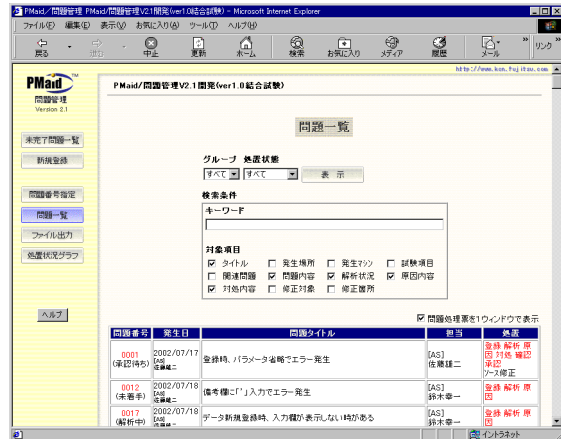 PMaid/問題管理 PMaid/問題管理V2.1開発(ver1.0結合試験) - Microsoft Internet Explorer
ファイル(F) 編集(E) 表示(V) お気に入り(A) ツール(T) ヘルプ(H)
戻る 進む 中止 更新 ホーム 検索 お気に入り メディア 履歴 メール » リンク »
http://www.ken.fujitsu.com
PMaid TM
問題管理
Version 2.1
未完了問題一覧
新規登録
問題番号指定
問題一覧
ファイル出力
処置状況グラフ
ヘルプ
PMaid/問題管理V2.1開発(ver1.0結合試験)
問題一覧
グループ 処置状態
すべて すべて 表示
検索条件
キーワード
対象項目
タイトル 発生場所 発生マシン 試験項目
関連問題 問題内容 解析状況 原因内容
対処内容 修正対象 修正箇所
問題処理票を1ウィンドウで表示
問題番号 発生日 問題タイトル 担当 処置
0001 (承認待ち) 2002/07/17 [AS] 佐藤雄二 登録時、パラメータ省略でエラー発生 [AS] 佐藤雄二 登録 解析 原因 対処 確認 承認 ソース修正
0012 (未着手) 2002/07/18 [AS] 佐藤雄二 備考欄に「'」入力でエラー発生 [AS] 鈴木幸一 登録 解析 原因
0017 (解析中) 2002/07/18 [AS] 佐藤雄二 データ新規登録時、入力欄が表示しない時がある [AS] 鈴木幸一 登録 解析 原因
イントラネット